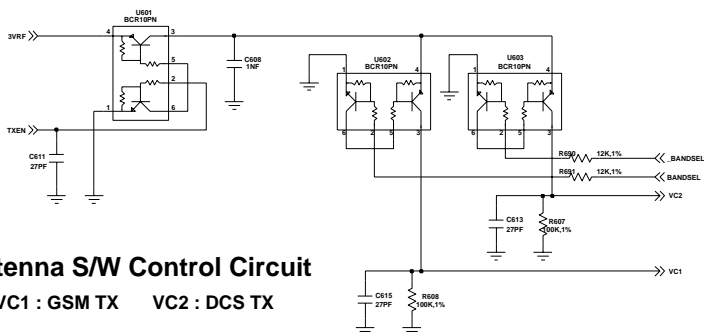 U601
BCR10PN
3VRF
4
3
5
2
1
6
TXEN
C611
27PF
C608
1NF
U602
BCR10PN
1
4
6
2
5
3
U603
BCR10PN
1
4
6
2
5
3
R690
12K,1%
_BANDSEL
R691
12K,1%
BANDSEL
VC2
C613
27PF
R607
100K,1%
VC1
C615
27PF
R608
100K,1%
tenna S/W Control Circuit
VC1 : GSM TX VC2 : DCS TX